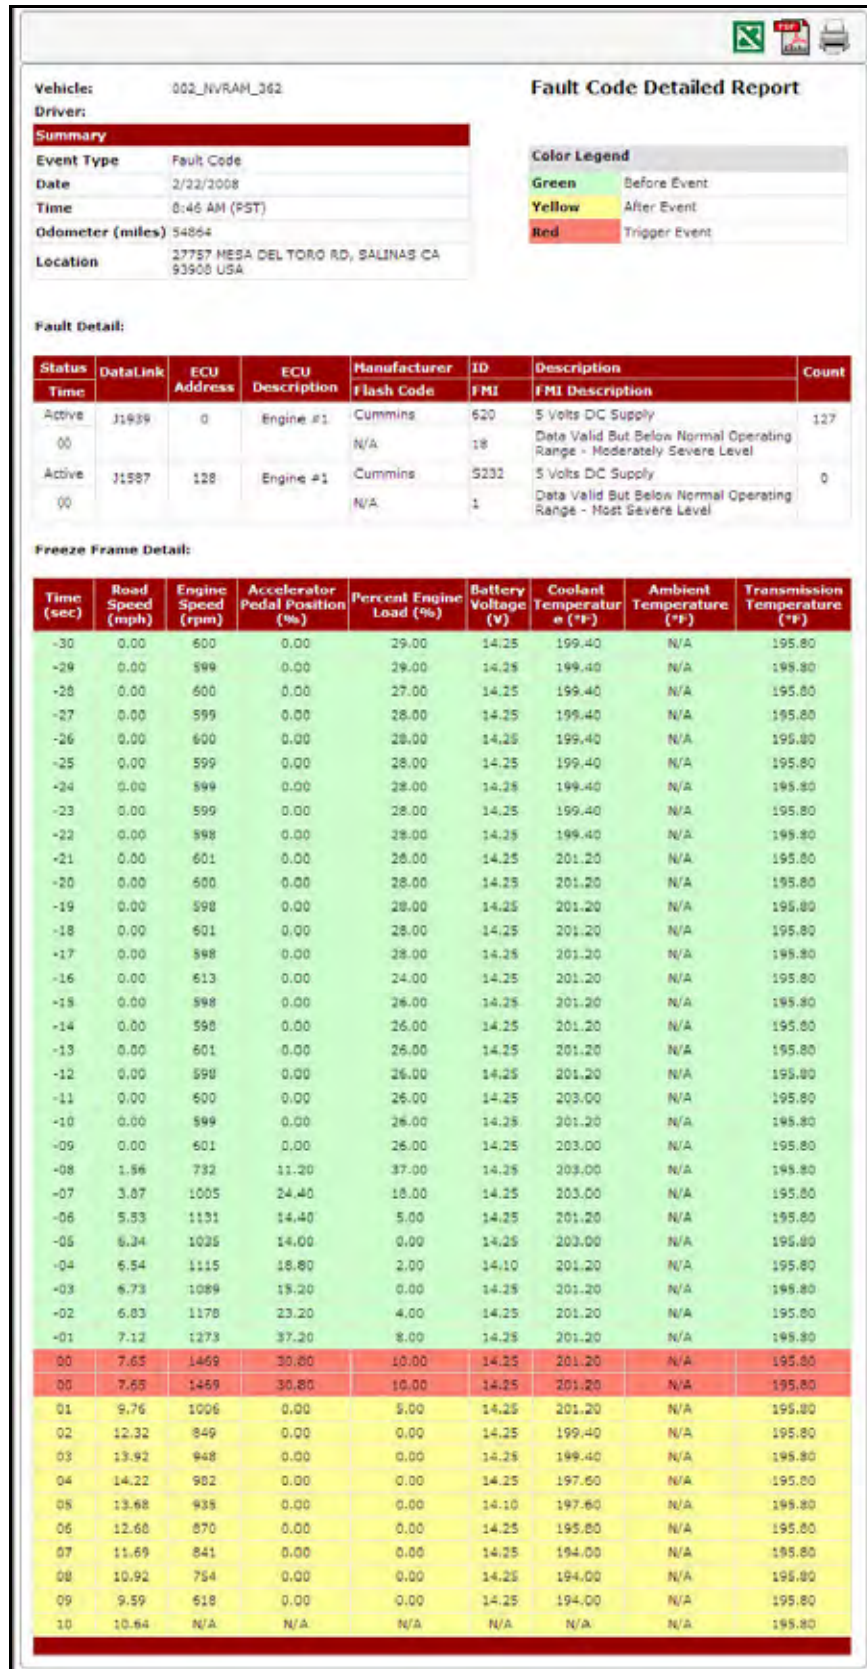 Vehicle: 002_NVRAM_362
Fault Code Detailed Report
Driver:
Summary
Event Type Fault Code
Date 2/22/2008
Time 8:46 AM (PST)
Odometer (miles) 54864
Location 27757 MESA DEL TORO RD, SALINAS CA
93908 USA
Color Legend
Green Before Event
Yellow After Event
Red Trigger Event
Fault Detail:
Status DataLink ECU Address ECU Description Manufacturer ID Description Count
Time Flash Code FMI FMI Description
Active J1939 0 Engine #1 Cummins 620 5 Volts DC Supply 127
00 N/A 18 Data Valid But Below Normal Operating
Range - Moderately Severe Level
Active J1587 128 Engine #1 Cummins S232 5 Volts DC Supply 0
00 N/A 1 Data Valid But Below Normal Operating
Range - Most Severe Level
Freeze Frame Detail:
Time (sec) Road Speed (mph) Engine Speed (rpm) Accelerator Pedal Position (%) Percent Engine Load (%) Battery Voltage (V) Coolant Temperatur e (°F) Ambient Temperature (°F) Transmission Temperature (°F)
-30 0.00 600 0.00 29.00 14.25 199.40 N/A 195.80
-29 0.00 599 0.00 29.00 14.25 199.40 N/A 195.80
-28 0.00 600 0.00 27.00 14.25 199.40 N/A 195.80
-27 0.00 599 0.00 28.00 14.25 199.40 N/A 195.80
-26 0.00 600 0.00 28.00 14.25 199.40 N/A 195.80
-25 0.00 599 0.00 28.00 14.25 199.40 N/A 195.80
-24 0.00 599 0.00 28.00 14.25 199.40 N/A 195.80
-23 0.00 599 0.00 28.00 14.25 199.40 N/A 195.80
-22 0.00 598 0.00 28.00 14.25 199.40 N/A 195.80
-21 0.00 601 0.00 28.00 14.25 201.20 N/A 195.80
-20 0.00 600 0.00 28.00 14.25 201.20 N/A 195.80
-19 0.00 598 0.00 28.00 14.25 201.20 N/A 195.80
-18 0.00 601 0.00 28.00 14.25 201.20 N/A 195.80
-17 0.00 598 0.00 28.00 14.25 201.20 N/A 195.80
-16 0.00 613 0.00 24.00 14.25 201.20 N/A 195.80
-15 0.00 598 0.00 26.00 14.25 201.20 N/A 195.80
-14 0.00 598 0.00 26.00 14.25 201.20 N/A 195.80
-13 0.00 601 0.00 26.00 14.25 201.20 N/A 195.80
-12 0.00 598 0.00 26.00 14.25 201.20 N/A 195.80
-11 0.00 600 0.00 26.00 14.25 203.00 N/A 195.80
-10 0.00 599 0.00 26.00 14.25 201.20 N/A 195.80
-09 0.00 601 0.00 26.00 14.25 203.00 N/A 195.80
-08 1.56 732 11.20 37.00 14.25 203.00 N/A 195.80
-07 3.87 1005 24.40 18.00 14.25 203.00 N/A 195.80
-06 5.53 1131 14.40 5.00 14.25 201.20 N/A 195.80
-05 6.34 1035 14.00 0.00 14.25 203.00 N/A 195.80
-04 6.54 1115 18.80 2.00 14.10 201.20 N/A 195.80
-03 6.73 1089 15.20 0.00 14.25 201.20 N/A 195.80
-02 6.83 1178 23.20 4.00 14.25 201.20 N/A 195.80
-01 7.12 1273 37.20 8.00 14.25 201.20 N/A 195.80
00 7.65 1469 30.80 10.00 14.25 201.20 N/A 195.80
00 7.65 1469 30.80 10.00 14.25 201.20 N/A 195.80
01 9.76 1006 0.00 5.00 14.25 201.20 N/A 195.80
02 12.32 849 0.00 0.00 14.25 199.40 N/A 195.80
03 13.92 948 0.00 0.00 14.25 199.40 N/A 195.80
04 14.22 982 0.00 0.00 14.25 197.60 N/A 195.80
05 13.68 935 0.00 0.00 14.10 197.60 N/A 195.80
06 12.68 870 0.00 0.00 14.25 195.80 N/A 195.80
07 11.69 841 0.00 0.00 14.25 194.00 N/A 195.80
08 10.92 754 0.00 0.00 14.25 194.00 N/A 195.80
09 9.59 618 0.00 0.00 14.25 194.00 N/A 195.80
10 10.64 N/A N/A N/A N/A N/A N/A 195.80